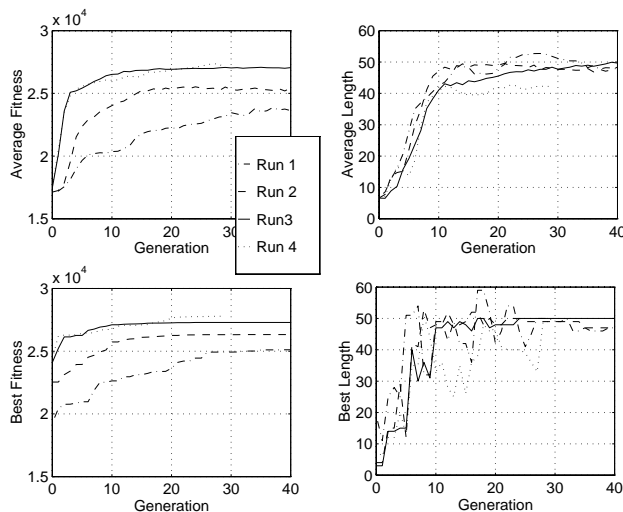 x 10^4
3
2.5
2
1.5
Average Fitness
0 10 20 30
Generation
60
50
40
30
20
10
0
Average Length
0 10 20 30 40
Generation
Run 1
Run 2
Run3
Run 4
x 10^4
3
2.5
2
1.5
Best Fitness
0 10 20 30 40
Generation
60
50
40
30
20
10
0
Best Length
0 10 20 30 40
Generation